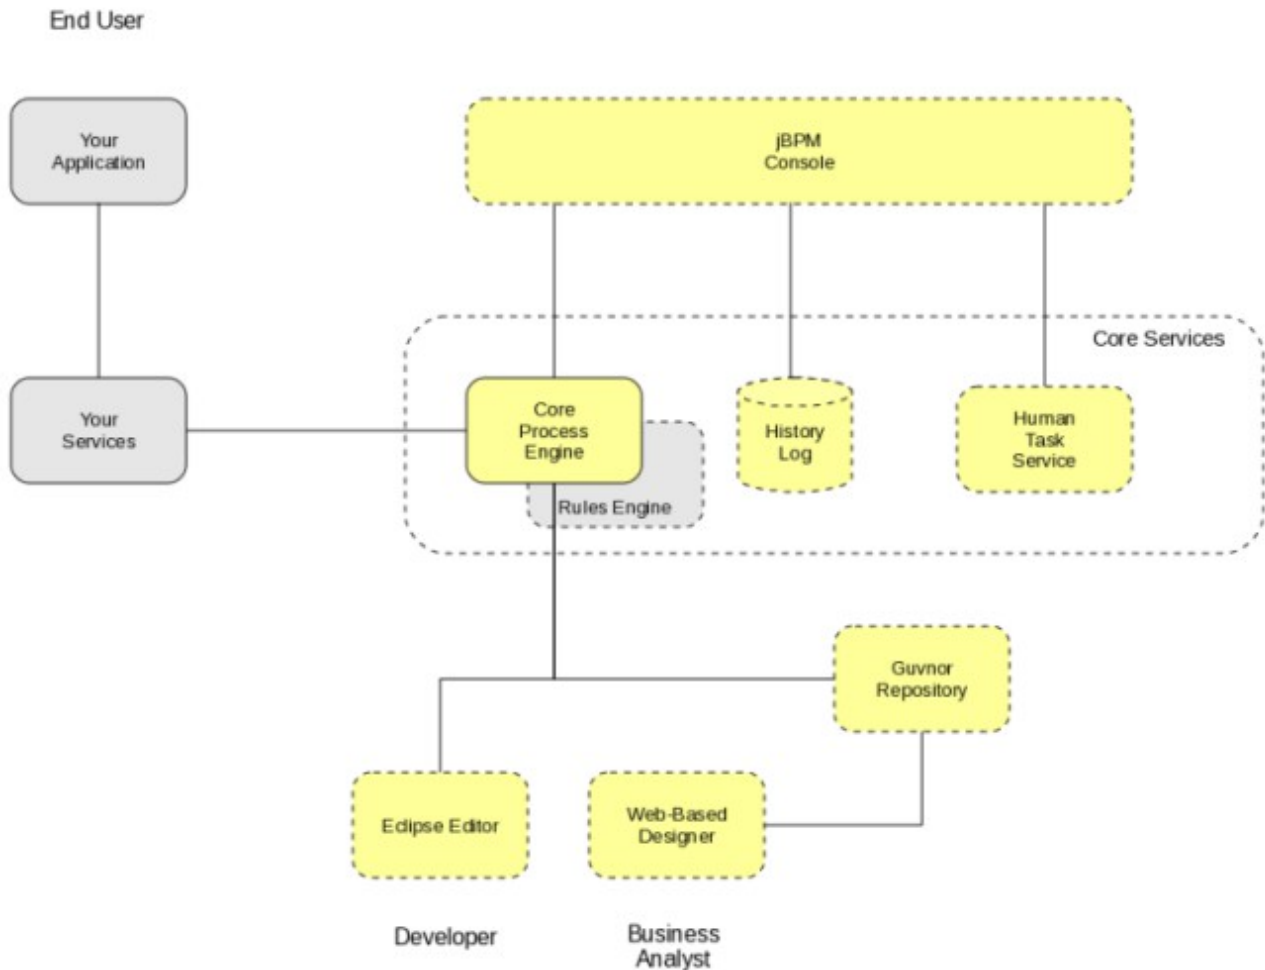 End User
Your
Application
jBPM
Console
Core Services
Your
Services
Core
Process
Engine
History
Log
Human
Task
Service
Rules Engine
Guvnor
Repository
Eclipse Editor
Web-Based
Designer
Developer
Business
Analyst